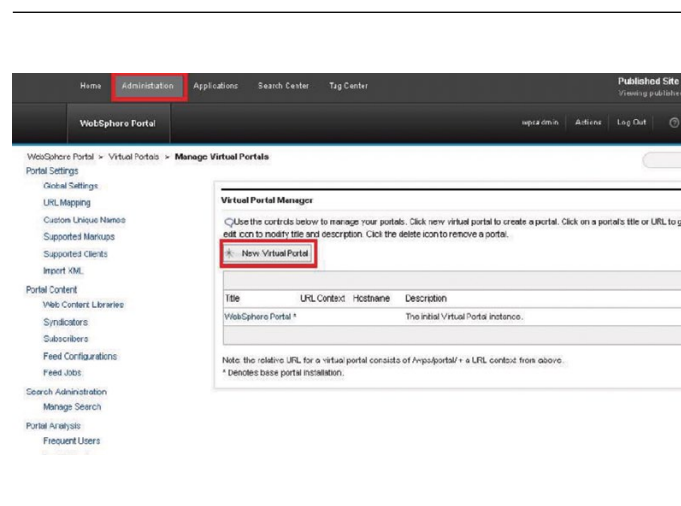 Home Administration Applications Search Center Tag Center
Published Site
Viewing publishe
WebSphere Portal
wpsadmin Actions Log Out
WebSphere Portal > Virtual Portals > Manage Virtual Portals
Portal Settings
Global Settings
URL Mapping
Custom Unique Names
Supported Markups
Supported Clients
Import XML
Portal Content
Web Content Libraries
Syndicators
Subscribers
Feed Configurations
Feed Jobs
Search Administration
Manage Search
Portal Analysis
Frequent Users
Virtual Portal Manager
Use the controls below to manage your portals. Click new virtual portal to create a portal. Click on a portal's title or URL to g
edit icon to modify title and description. Click the delete icon to remove a portal.
New Virtual Portal
Title URL Context Hostname Description
WebSphere Portal * The initial Virtual Portal instance.
Note: the relative URL for a virtual portal consists of /wps/portal/ + a URL context from above.
* Denotes base portal installation.